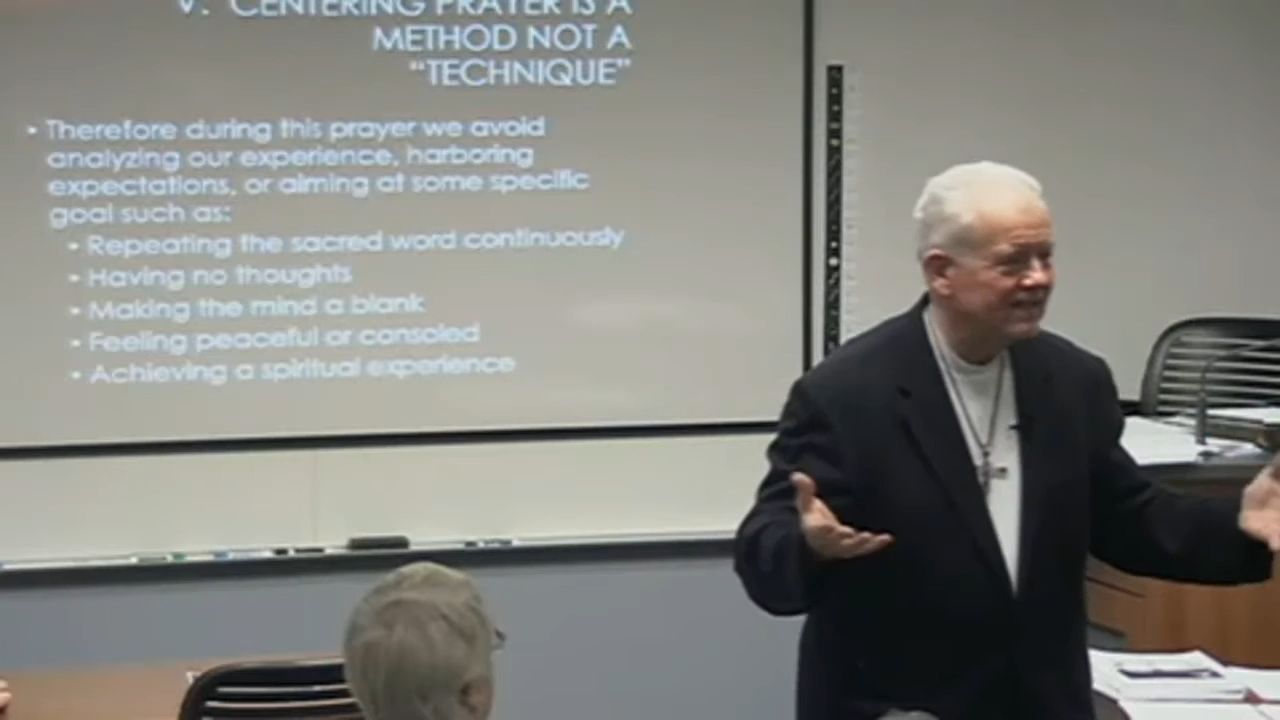 V. CENTERING PRAYER IS A
METHOD NOT A
“TECHNIQUE”
• Therefore during this prayer we avoid
analyzing our experience, harboring
expectations, or aiming at some specific
goal such as:
• Repeating the sacred word continuously
• Having no thoughts
• Making the mind a blank
• Feeling peaceful or consoled
• Achieving a spiritual experience